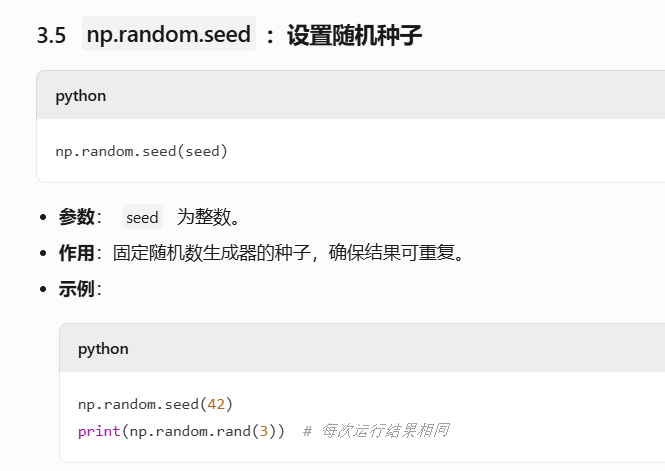 3.5 np.random.seed ：设置随机种子
python
np.random.seed(seed)
• 参数： seed 为整数。
• 作用：固定随机数生成器的种子，确保结果可重复。
• 示例：
python
np.random.seed(42)
print(np.random.rand(3))  # 每次运行结果相同